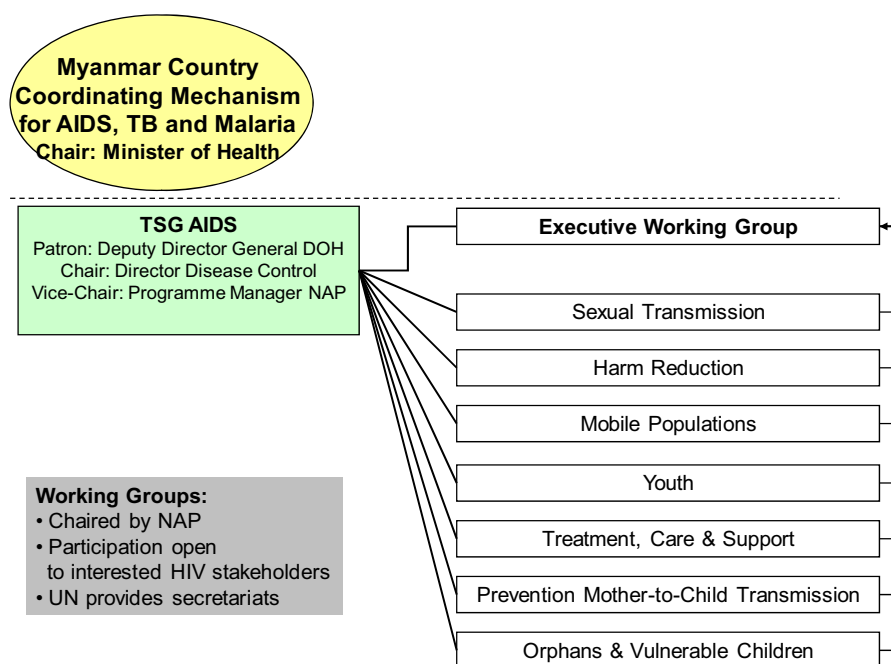 Myanmar Country
Coordinating Mechanism
for AIDS, TB and Malaria
Chair: Minister of Health
TSG AIDS
Patron: Deputy Director General DOH
Chair: Director Disease Control
Vice-Chair: Programme Manager NAP
Executive Working Group
Sexual Transmission
Harm Reduction
Mobile Populations
Youth
Treatment, Care & Support
Prevention Mother-to-Child Transmission
Orphans & Vulnerable Children
Working Groups:
• Chaired by NAP
• Participation open
to interested HIV stakeholders
• UN provides secretariats